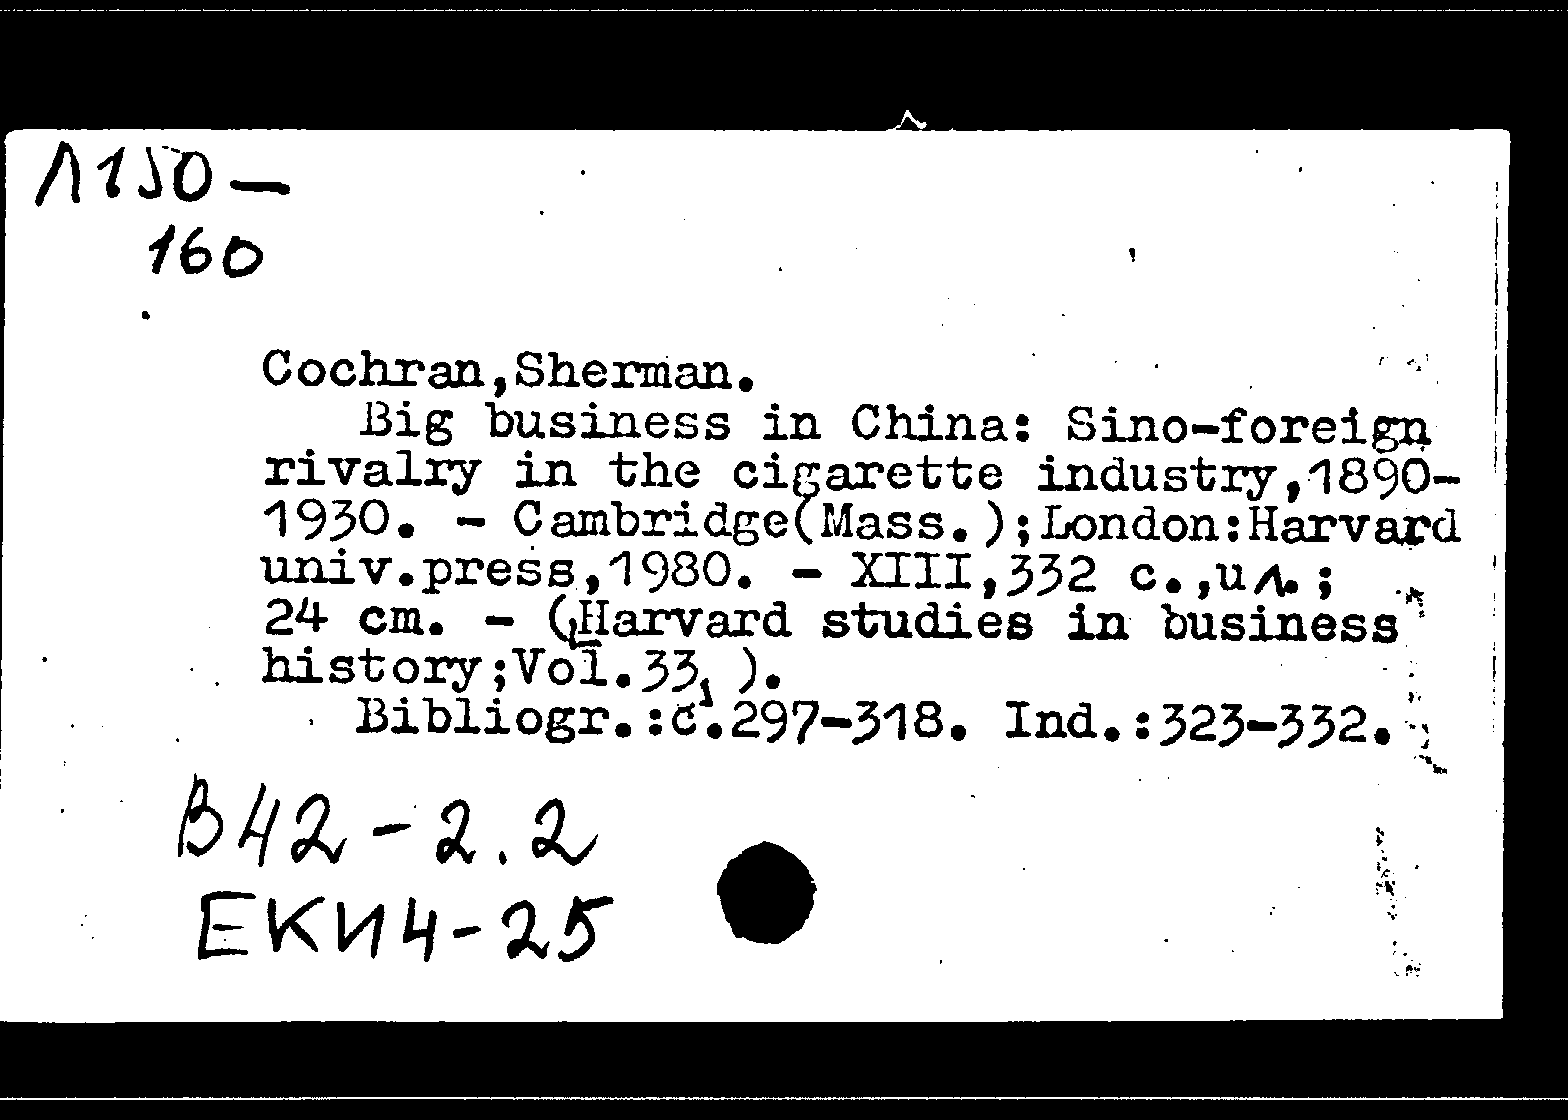 Л150-
160
Cochran,Sherman.
Big business in China: Sino-foreign
rivalry in the cigarette industry,1890-
1930. - Cambridge(Mass.);London:Harvard
univ.press,1980. - XIII,332 c.,ил.;
24 cm. - (Harvard studies in business
history;Vol.33 ).
Bibliogr.:c.297-318. Ind.:323-332.
В42-2.2
ЕКИ4-25